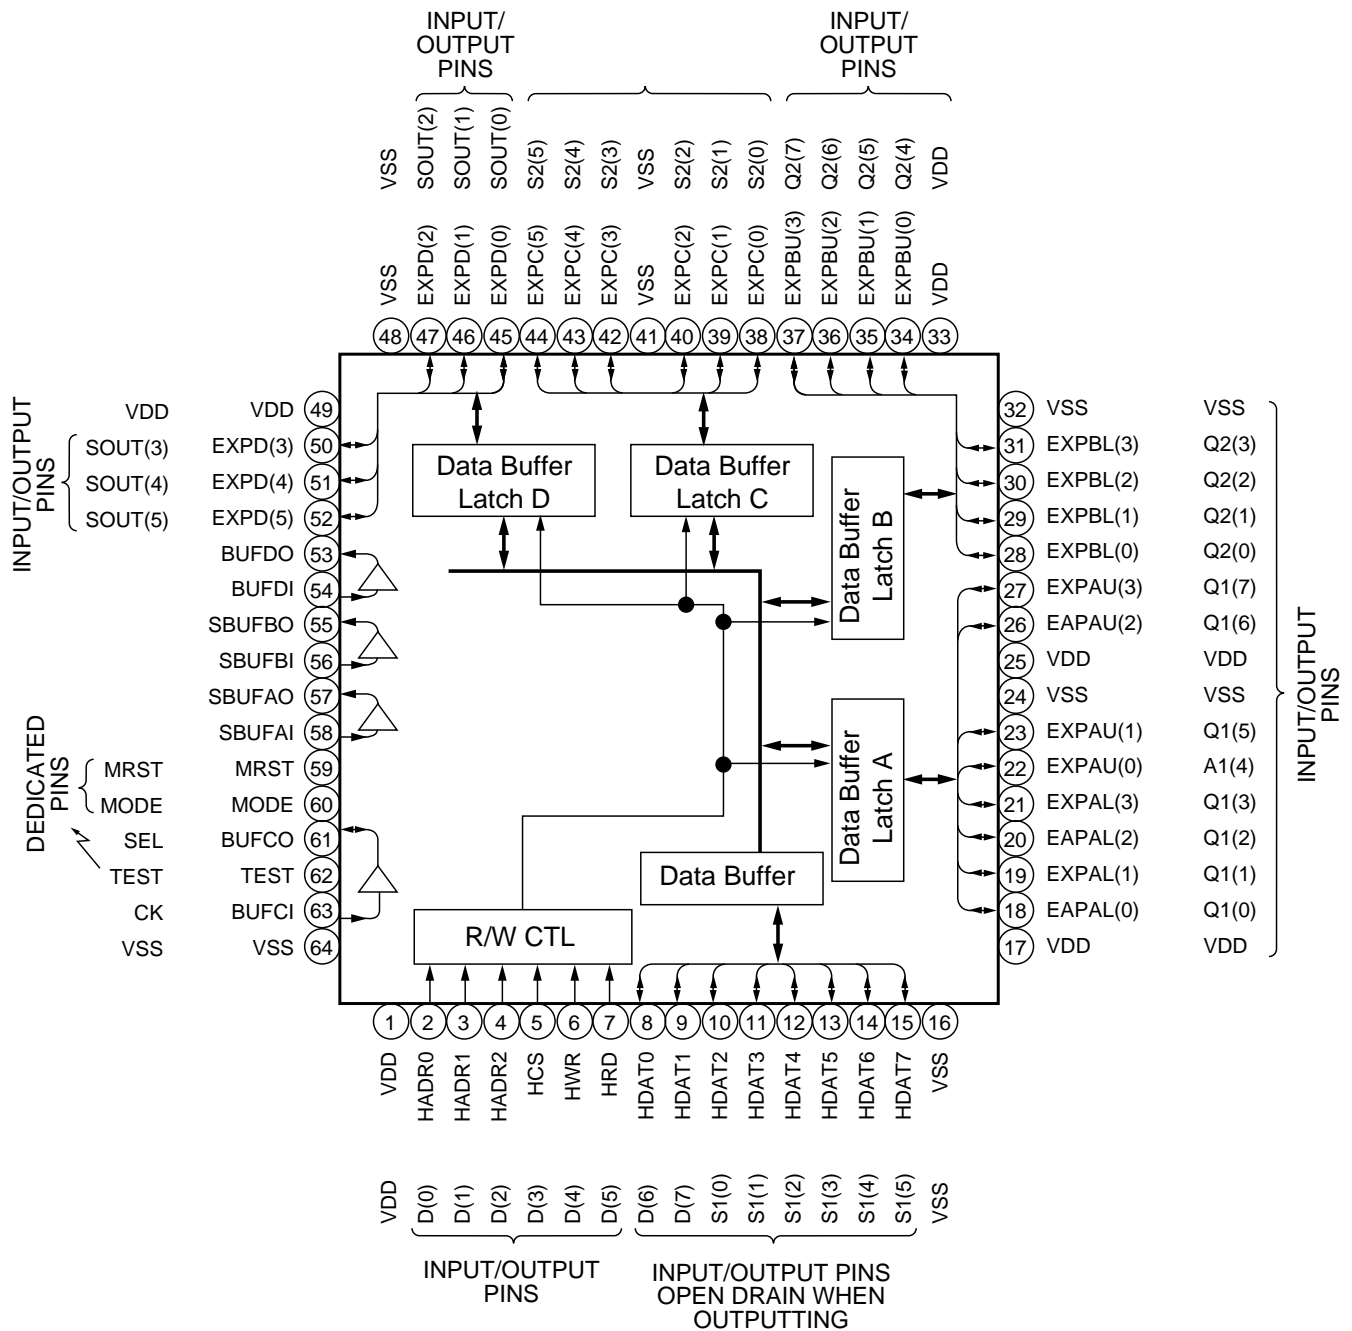 INPUT/
OUTPUT
PINS
INPUT/
OUTPUT
PINS
VSS
SOUT(2)
SOUT(1)
SOUT(0)
S2(5)
S2(4)
S2(3)
VSS
S2(2)
S2(1)
S2(0)
Q2(7)
Q2(6)
Q2(5)
Q2(4)
VDD
VSS
EXPD(2)
EXPD(1)
EXPD(0)
EXPC(5)
EXPC(4)
EXPC(3)
VSS
EXPC(2)
EXPC(1)
EXPC(0)
EXPBU(3)
EXPBU(2)
EXPBU(1)
EXPBU(0)
VDD
48 47 46 45 44 43 42 41 40 39 38 37 36 35 34 33
INPUT/OUTPUT
PINS
VDD VDD 49
SOUT(3) EXPD(3) 50
SOUT(4) EXPD(4) 51
SOUT(5) EXPD(5) 52
BUFDO 53
BUFDI 54
SBUFBO 55
SBUFBI 56
SBUFAO 57
SBUFAI 58
DEDICATED
PINS
MRST MRST 59
MODE MODE 60
SEL BUFCO 61
TEST TEST 62
CK BUFCI 63
VSS VSS 64
Data Buffer
Latch D
Data Buffer
Latch C
Data Buffer
Latch B
Data Buffer
Latch A
Data Buffer
R/W CTL
32 VSS VSS
31 EXPBL(3) Q2(3)
30 EXPBL(2) Q2(2)
29 EXPBL(1) Q2(1)
28 EXPBL(0) Q2(0)
27 EXPAU(3) Q1(7)
26 EAPAU(2) Q1(6)
25 VDD VDD
24 VSS VSS
23 EXPAU(1) Q1(5)
22 EXPAU(0) A1(4)
21 EXPAL(3) Q1(3)
20 EAPAL(2) Q1(2)
19 EXPAL(1) Q1(1)
18 EAPAL(0) Q1(0)
17 VDD VDD
INPUT/OUTPUT
PINS
1 2 3 4 5 6 7 8 9 10 11 12 13 14 15 16
VDD
HADR0
HADR1
HADR2
HCS
HWR
HRD
HDAT0
HDAT1
HDAT2
HDAT3
HDAT4
HDAT5
HDAT6
HDAT7
VSS
VDD
D(0)
D(1)
D(2)
D(3)
D(4)
D(5)
D(6)
D(7)
S1(0)
S1(1)
S1(2)
S1(3)
S1(4)
S1(5)
VSS
INPUT/OUTPUT
PINS
INPUT/OUTPUT PINS
OPEN DRAIN WHEN
OUTPUTTING